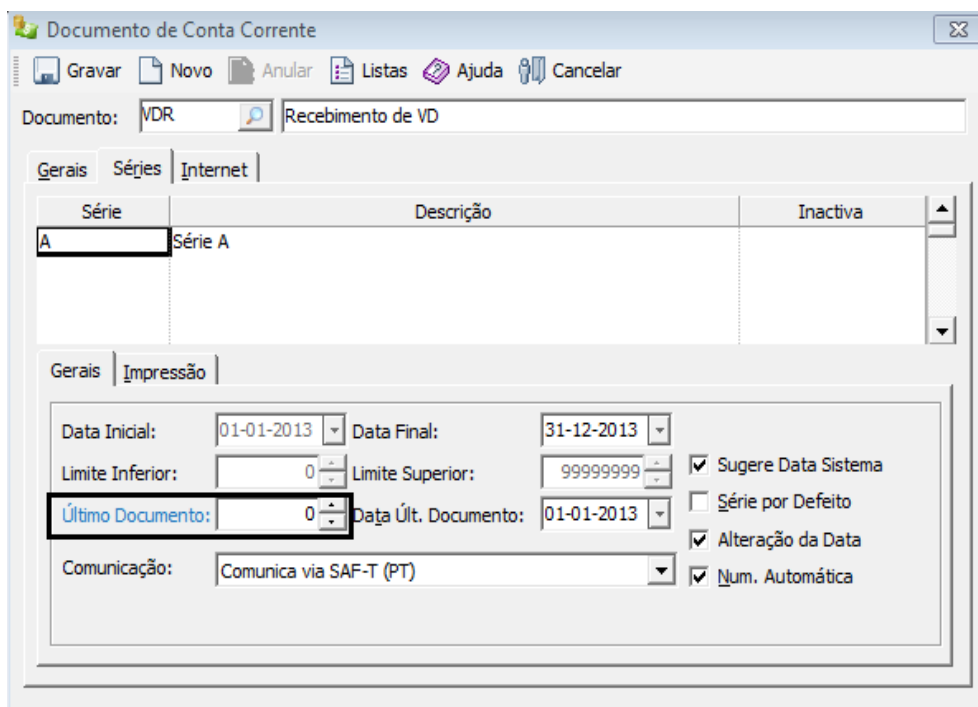 Documento de Conta Corrente
Gravar Novo Anular Listas Ajuda Cancelar
Documento: VDR Recebimento de VD
Gerais Séries Internet
Série Descrição Inactiva
A Série A
Gerais Impressão
Data Inicial: 01-01-2013 Data Final: 31-12-2013
Limite Inferior: 0 Limite Superior: 99999999 Sugere Data Sistema
Último Documento: 0 Data Últ. Documento: 01-01-2013 Série por Defeito
Alteração da Data
Comunicação: Comunica via SAF-T (PT) Num. Automática